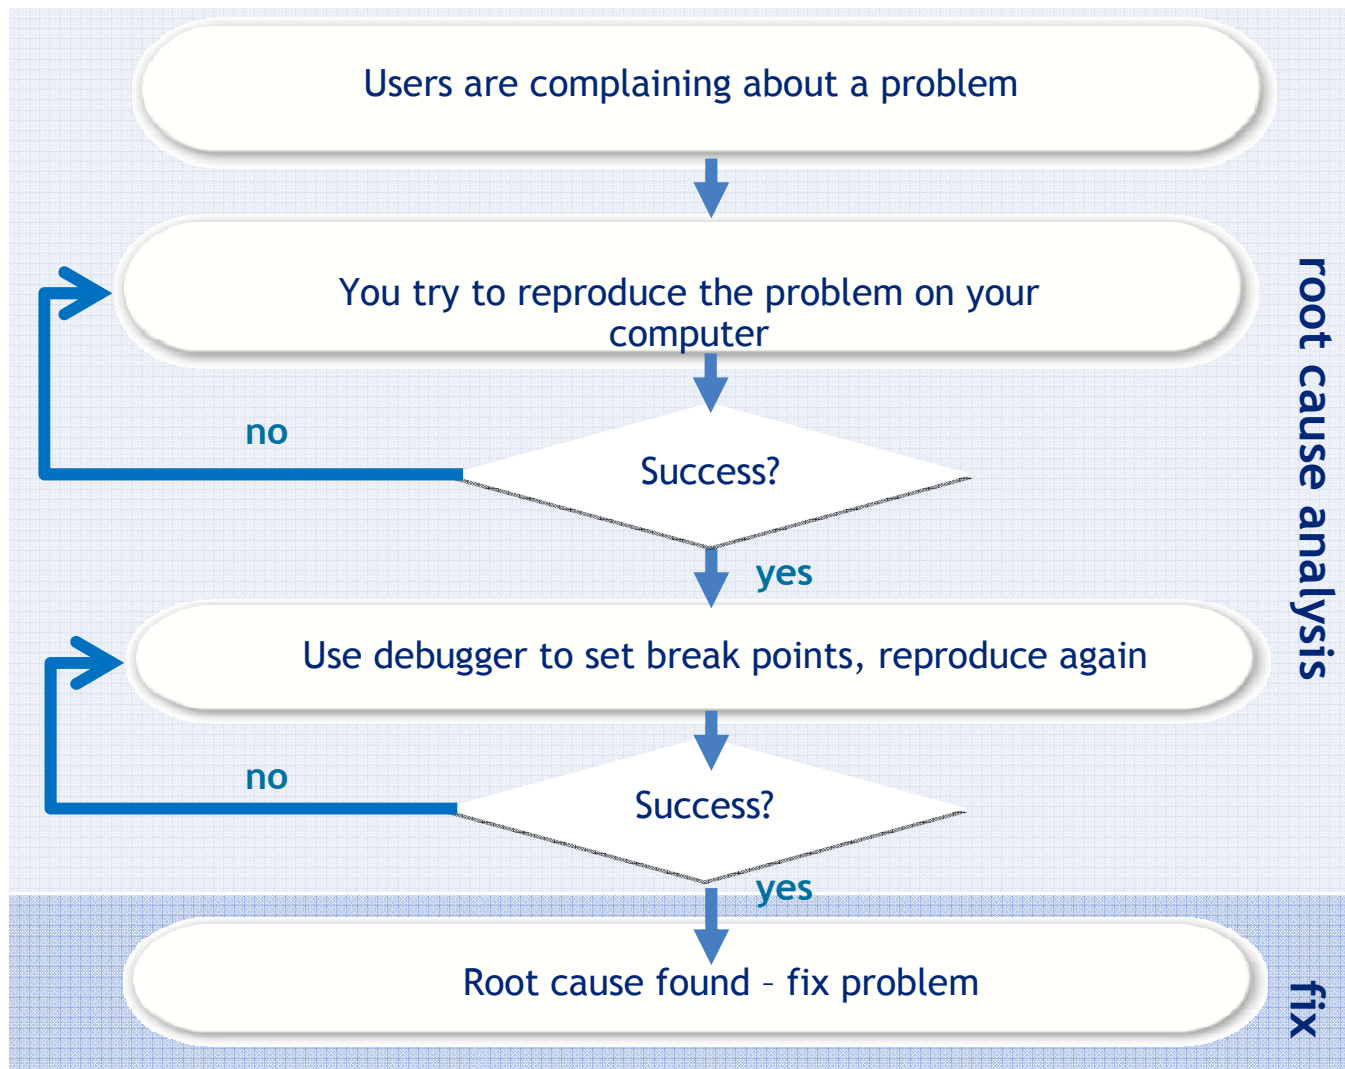 Users are complaining about a problem
You try to reproduce the problem on your
computer
no
Success?
yes
Use debugger to set break points, reproduce again
no
Success?
yes
Root cause found – fix problem
root cause analysis
fix